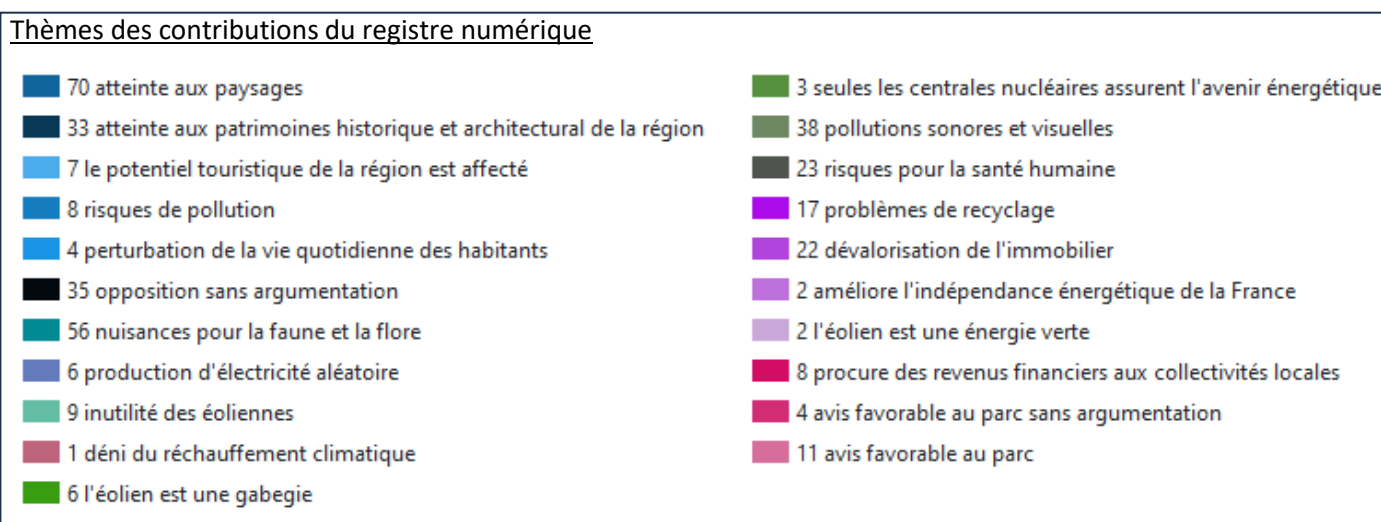 Thèmes des contributions du registre numérique
70 atteinte aux paysages
33 atteinte aux patrimoines historique et architectural de la région
7 le potentiel touristique de la région est affecté
8 risques de pollution
4 perturbation de la vie quotidienne des habitants
35 opposition sans argumentation
56 nuisances pour la faune et la flore
6 production d'électricité aléatoire
9 inutilité des éoliennes
1 déni du réchauffement climatique
6 l'éolien est une gabegie
3 seules les centrales nucléaires assurent l'avenir énergétique
38 pollutions sonores et visuelles
23 risques pour la santé humaine
17 problèmes de recyclage
22 dévalorisation de l'immobilier
2 améliore l'indépendance énergétique de la France
2 l'éolien est une énergie verte
8 procure des revenus financiers aux collectivités locales
4 avis favorable au parc sans argumentation
11 avis favorable au parc